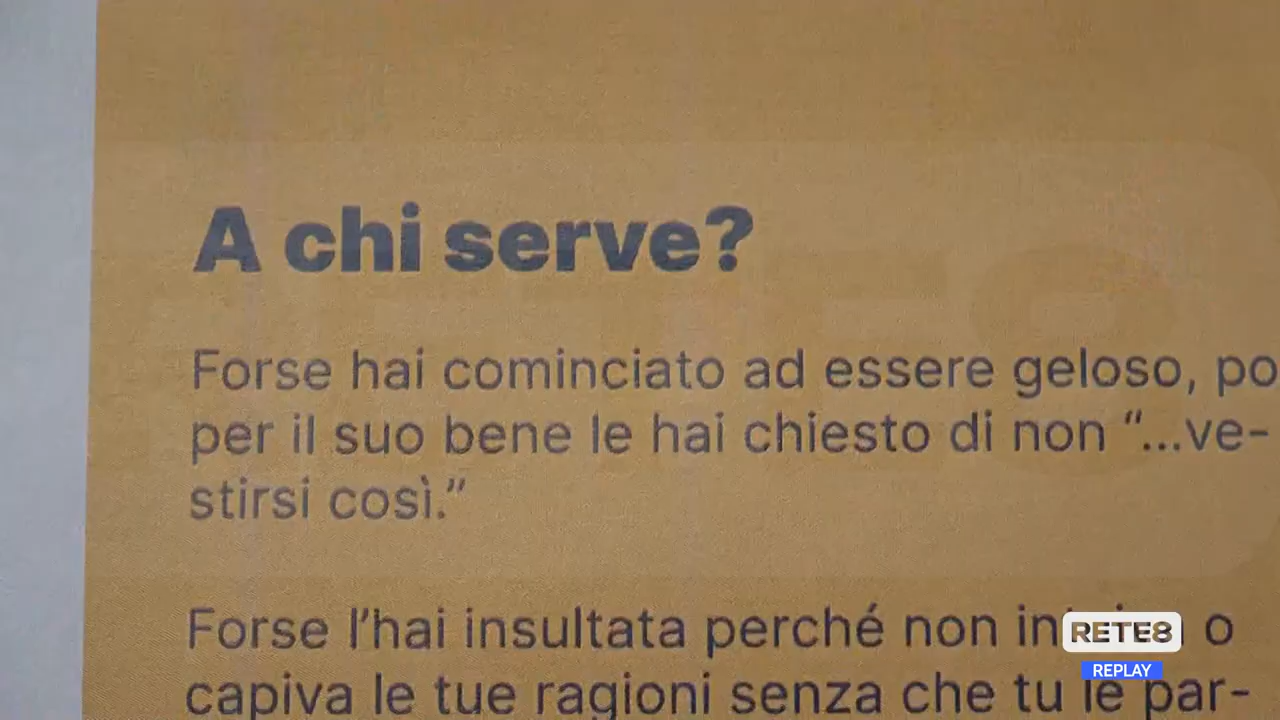 A chi serve?
Forse hai cominciato ad essere geloso, po
per il suo bene le hai chiesto di non “...ve-
stirsi così.”
Forse l’hai insultata perché non o
capiva le tue ragioni senza che tu le par-
RETE8
REPLAY